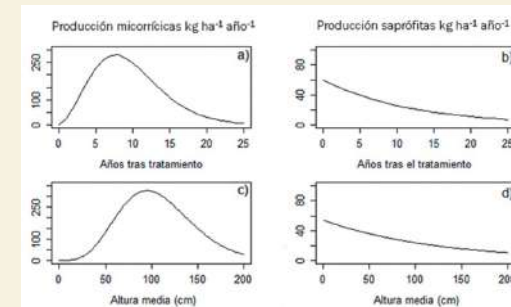 Producción micorrícicas kg ha⁻¹ año⁻¹
Producción saprófitas kg ha⁻¹ año⁻¹
a)
250
100
0
0 5 10 15 20 25
Años tras tratamiento
b)
80
40
0
0 5 10 15 20 25
Años tras el tratamiento
c)
250
100
0
0 50 100 150 200
Altura media (cm)
d)
80
40
0
0 50 100 150 200
Altura media (cm)